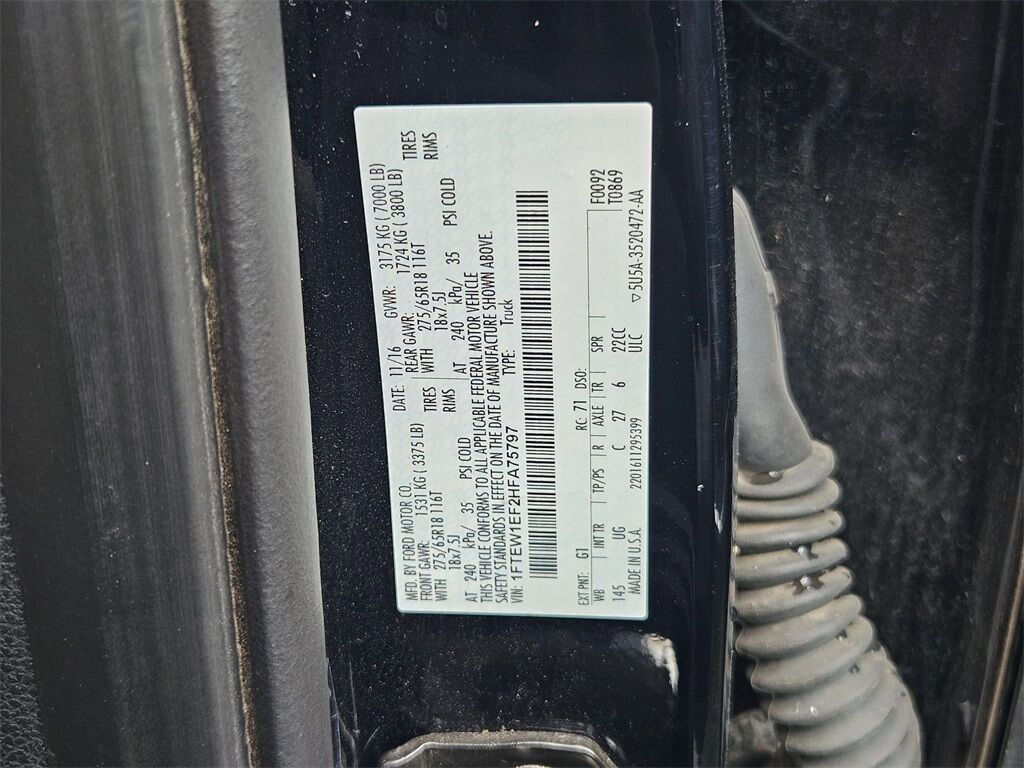 MFD. BY FORD MOTOR CO. DATE: 11/16 GVWR: 3175 KG ( 7000 LB)
FRONT GAWR: 1531 KG ( 3375 LB) REAR GAWR: 1724 KG ( 3800 LB)
WITH 275/65R18 116T TIRES WITH 275/65R18 116T TIRES
18x7.5J RIMS 18x7.5J RIMS
AT 240 kPa/ 35 PSI COLD AT 240 kPa/ 35 PSI COLD
THIS VEHICLE CONFORMS TO ALL APPLICABLE FEDERAL MOTOR VEHICLE
SAFETY STANDARDS IN EFFECT ON THE DATE OF MANUFACTURE SHOWN ABOVE.
VIN: 1FTEW1EF2HFA75797 TYPE: Truck
EXT PNT: G1 RC: 71 DSO: F0092
WB INT TR TP/PS R AXLE TR SPR T0869
145 UG C 27 6 22CC
MADE IN U.S.A. 2201611295399 ULC ▽5U5A-3520472-AA